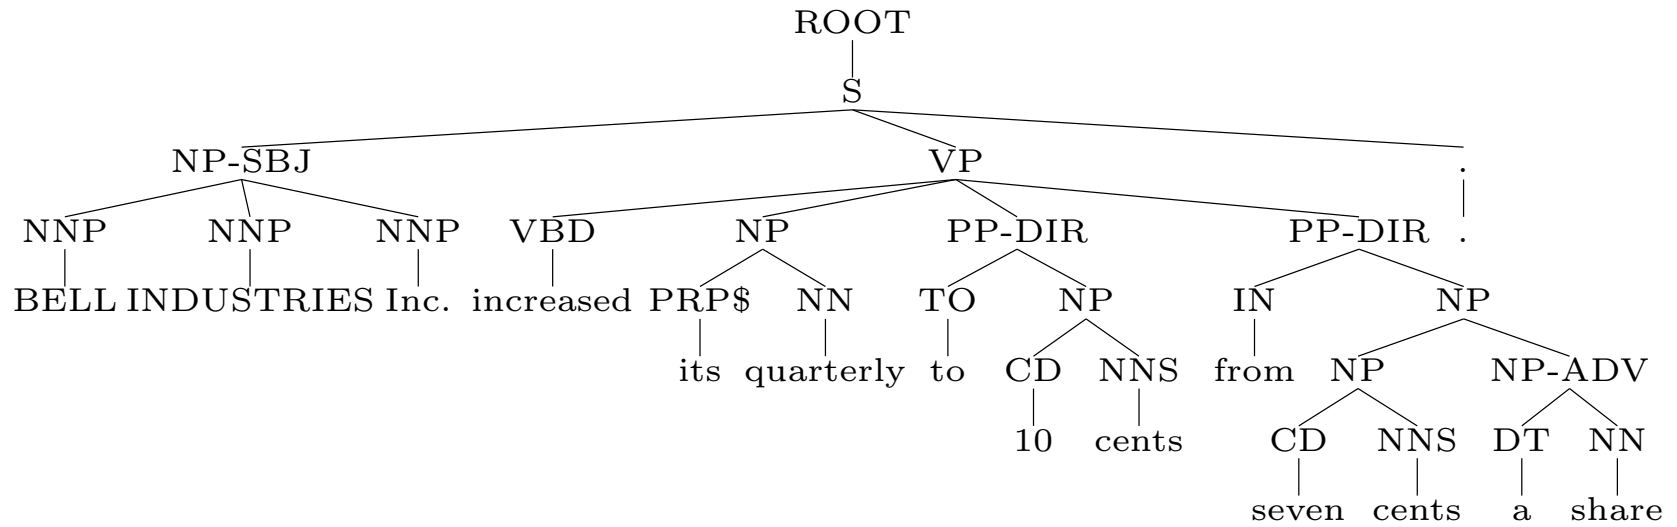 ROOT
S
NP-SBJ VP .
NNP NNP NNP VBD NP PP-DIR PP-DIR .
BELL INDUSTRIES Inc. increased PRP$ NN TO NP IN NP
its quarterly to CD NNS from NP NP-ADV
10 cents CD NNS DT NN
seven cents a share